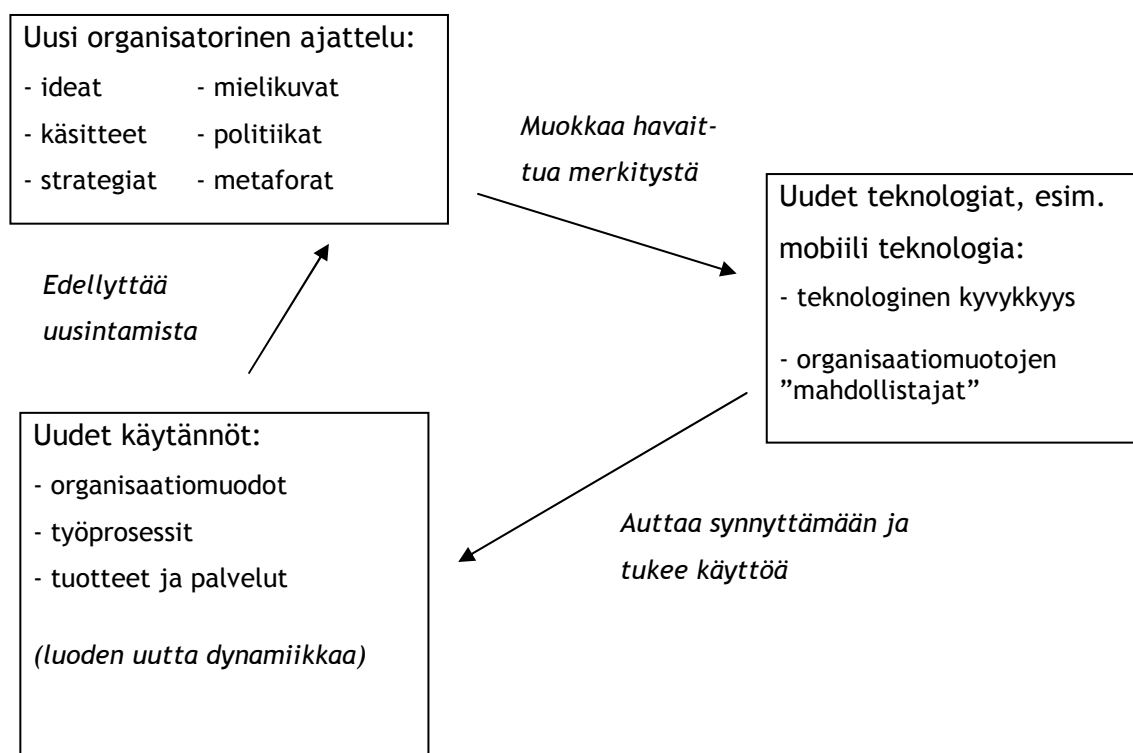 Uusi organisatorinen ajattelu:
- ideat - mielikuvat
- käsitteet - politiikat
- strategiat - metaforat
Muokkaa havait-
tua merkitystä
Uudet teknologiat, esim.
mobiili teknologia:
- teknologinen kyvykkyys
- organisaatiomuotojen
”mahdollistajat”
Edellyttää
uusintamista
Uudet käytännöt:
- organisaatiomuodot
- työprosessit
- tuotteet ja palvelut
(luoden uutta dynamiikkaa)
Auttaa synnyttämään ja
tukee käyttöä